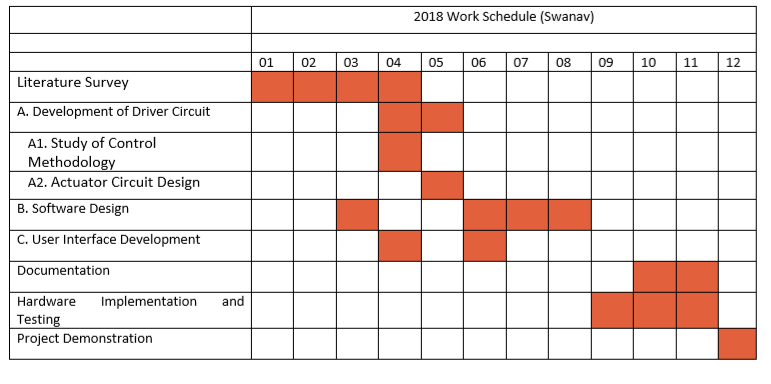 2018 Work Schedule (Swanav)
01 02 03 04 05 06 07 08 09 10 11 12
Literature Survey
A. Development of Driver Circuit
A1. Study of Control
Methodology
A2. Actuator Circuit Design
B. Software Design
C. User Interface Development
Documentation
Hardware Implementation and
Testing
Project Demonstration